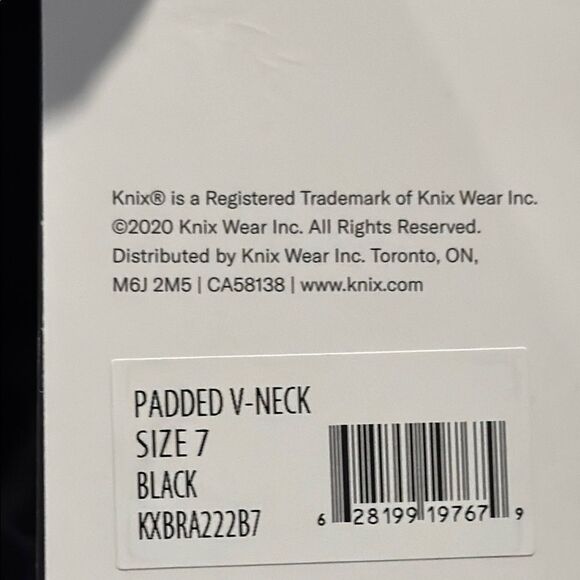 Knix® is a Registered Trademark of Knix Wear Inc.
©2020 Knix Wear Inc. All Rights Reserved.
Distributed by Knix Wear Inc. Toronto, ON,
M6J 2M5 | CA58138 | www.knix.com
PADDED V-NECK
SIZE 7
BLACK
KXBRA222B7
6 28199 19767 9